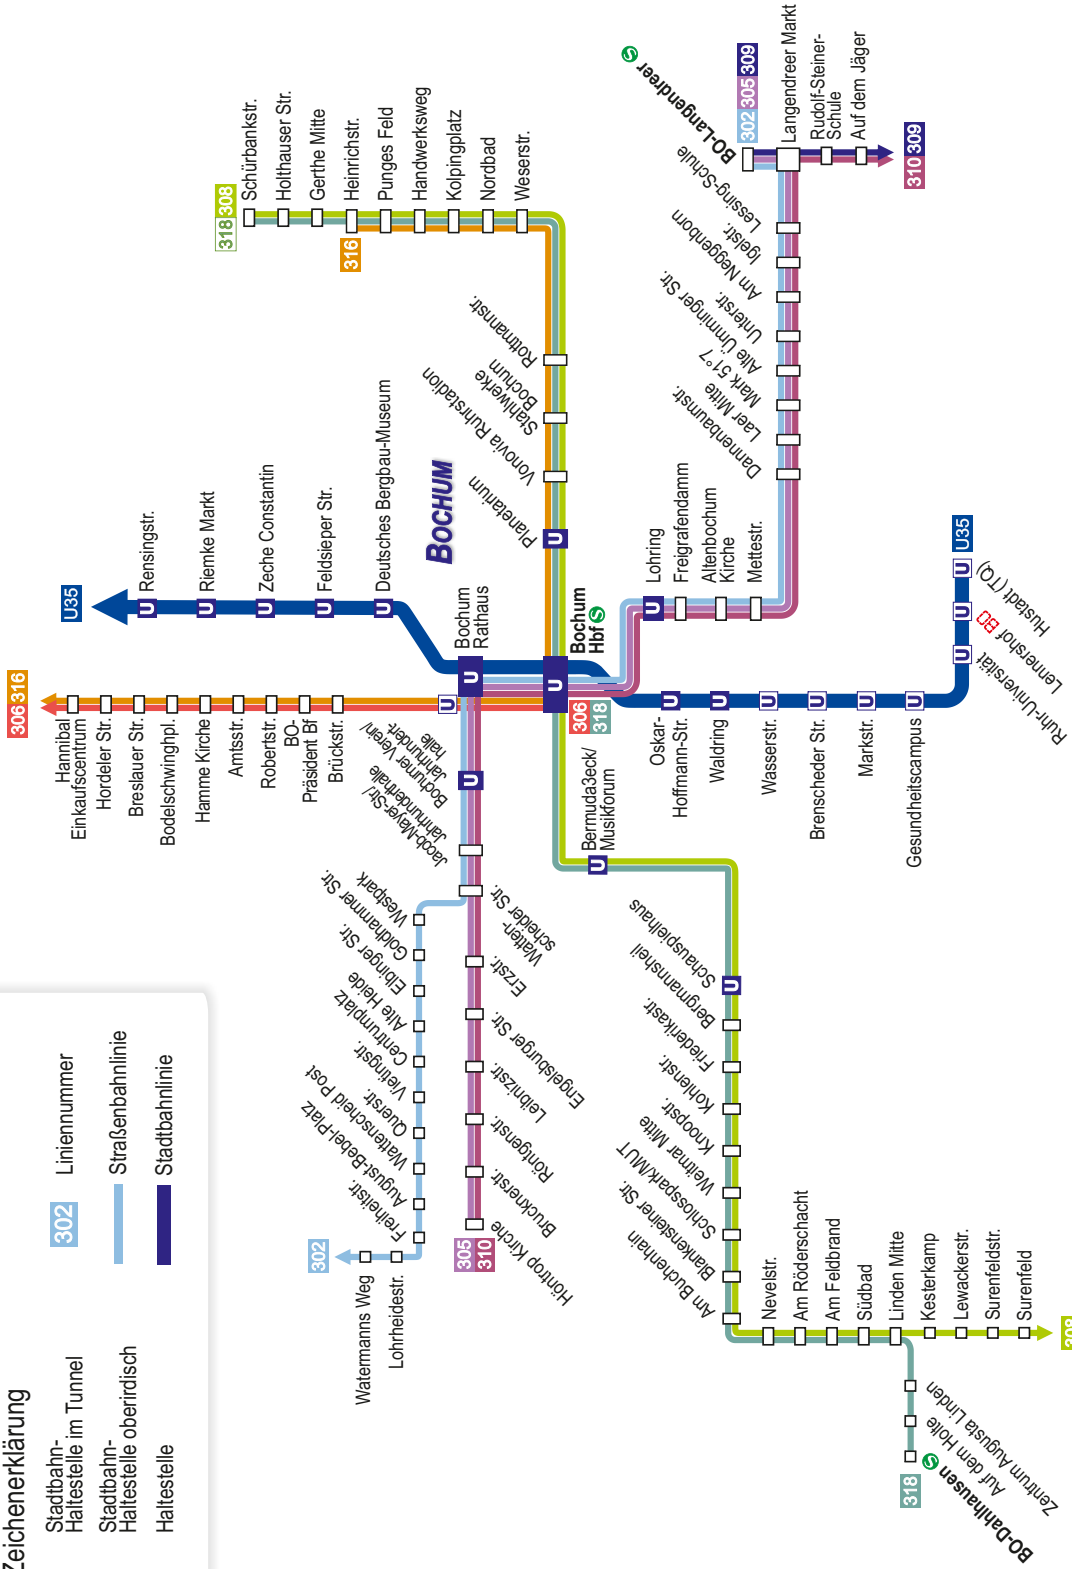 306 316
Hannibal
Einkaufscentrum
Hordeler Str.
Breslauer Str.
Bodelschwinghpl.
Hamme Kirche
Amtsstr.
Robertstr.
BO-
Präsident Bf
Brückstr.
U35
Rensingstr.
Riemke Markt
Zeche Constantin
Feldsieper Str.
Deutsches Bergbau-Museum
BOCHUM
Bochum
Rathaus
318 308
Schürbankstr.
Holthauser Str.
Gerthe Mitte
Heinrichstr.
316
Punges Feld
Handwerksweg
Kolpingplatz
Nordbad
Weserstr.
Rottmannstr.
Stahlwerke
Bochum
Vonovia Ruhrstadion
Planetarium
Bochum
Hbf S
306
318
Lohring
Freigrafendamm
Altenbochum
Kirche
Mettestr.
Dannenbaumstr.
Laer Mitte
Mark 51°7
Alte Ümminger Str.
Unterstr.
Am Neggenborn
Igelstr.
Lessing-Schule
BO-Langendreer S
302 305 309
Langendreer Markt
Rudolf-Steiner-
Schule
Auf dem Jäger
310 309
Oskar-
Hoffmann-Str.
Waldring
Wasserstr.
Brenscheder Str.
Markstr.
Gesundheitscampus
Ruhr-Universität
Lennershof BO
Hustadt (TQ)
U35
Bochumer Verein/
Jahrhundert-
halle
Jacob-Mayer-Str./
Jahrhunderthalle
Watten-
scheider Str.
Westpark
Goldhammer Str.
Elbinger Str.
Alte Heide
Centrumplatz
Vietingstr.
Querstr.
Wattenscheid Post
August-Bebel-Platz
Freiheitstr.
Lohrheidestr.
Watermanns Weg
302
Erzstr.
Engelsburger Str.
Leibnizstr.
Röntgenstr.
Brucknerstr.
Höntrop Kirche
305
310
Bermuda3eck/
Musikforum
Schauspielhaus
Bergmannsheil
Friederikastr.
Kohlenstr.
Knoopstr.
Weitmar Mitte
Schlosspark/MUT
Blankensteiner Str.
Am Buchenhain
Nevelstr.
Am Röderschacht
Am Feldbrand
Südbad
Linden Mitte
Kesterkamp
Lewackerstr.
Surenfeldstr.
Surenfeld
308
Zentrum Augusta Linden
Auf dem Holte
BO-Dahlhausen S
318
Zeichenerklärung
Stadtbahn-
Haltestelle im Tunnel
Stadtbahn-
Haltestelle oberirdisch
Haltestelle
302 Liniennummer
Straßenbahnlinie
Stadtbahnlinie